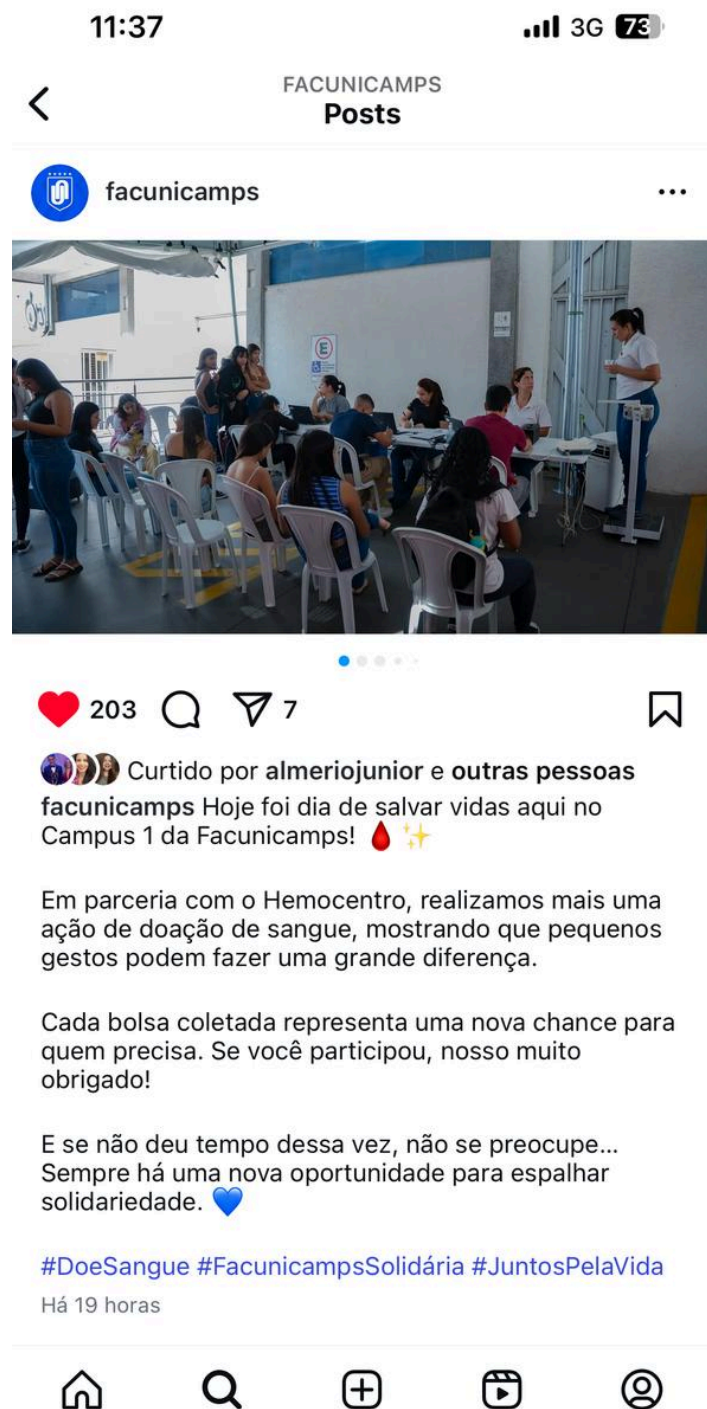 11:37
3G
73
FACUNICAMPS
Posts
facunicamps
E
203
7
Curtido por almeriojunior e outras pessoas
facunicamps Hoje foi dia de salvar vidas aqui no
Campus 1 da Facunicamps! 🩸✨
Em parceria com o Hemocentro, realizamos mais uma
ação de doação de sangue, mostrando que pequenos
gestos podem fazer uma grande diferença.
Cada bolsa coletada representa uma nova chance para
quem precisa. Se você participou, nosso muito
obrigado!
E se não deu tempo dessa vez, não se preocupe...
Sempre há uma nova oportunidade para espalhar
solidariedade. 💙
#DoeSangue #FacunicampsSolidária #JuntosPelaVida
Há 19 horas